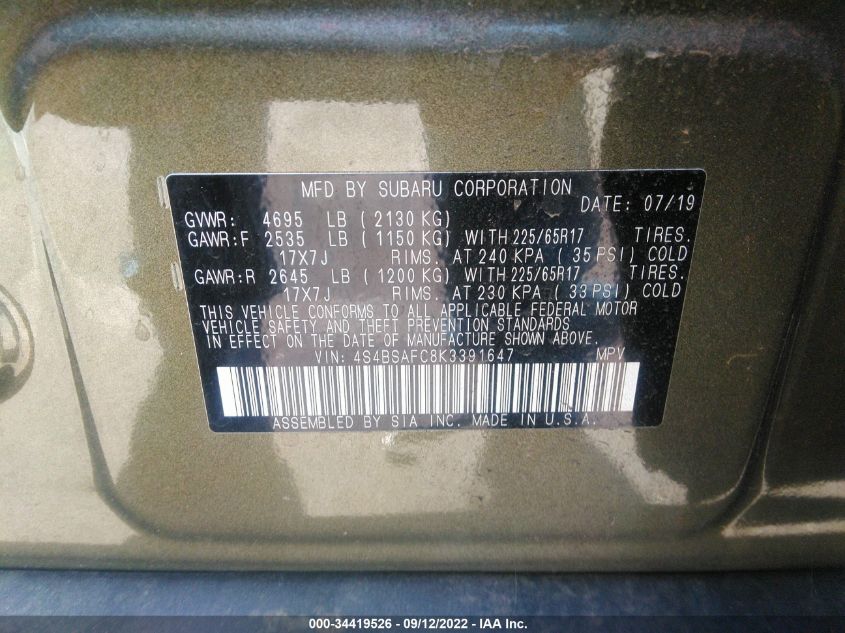 MFD BY SUBARU CORPORATION
DATE: 07/19
GVWR: 4695 LB (2130 KG)
GAWR:F 2535 LB (1150 KG) WITH 225/65R17 TIRES.
17X7J RIMS. AT 240 KPA ( 35 PSI) COLD
GAWR:R 2645 LB (1200 KG) WITH 225/65R17 TIRES.
17X7J RIMS. AT 230 KPA ( 33 PSI) COLD
THIS VEHICLE CONFORMS TO ALL APPLICABLE FEDERAL MOTOR
VEHICLE SAFETY AND THEFT PREVENTION STANDARDS
IN EFFECT ON THE DATE OF MANUFACTURE SHOWN ABOVE.
VIN: 4S4BSAFC8K3391647 MPV
ASSEMBLED BY SIA INC. MADE IN U.S.A.
000-34419526 - 09/12/2022 - IAA Inc.